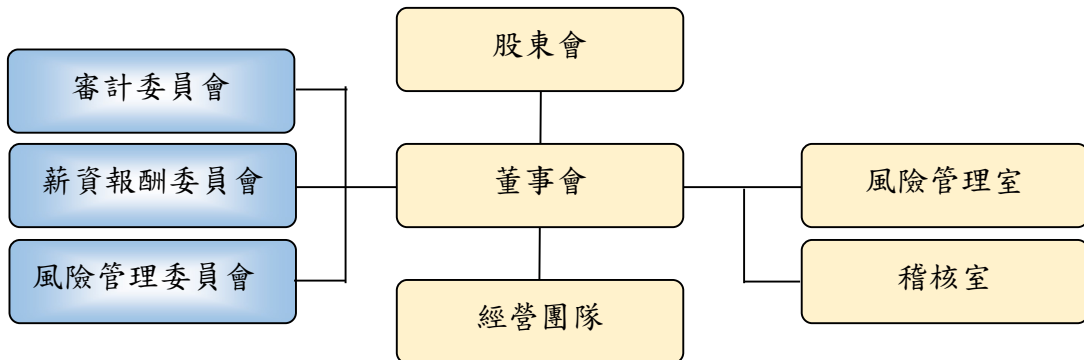 股東會
審計委員會
薪資報酬委員會
董事會
風險管理室
風險管理委員會
稽核室
經營團隊